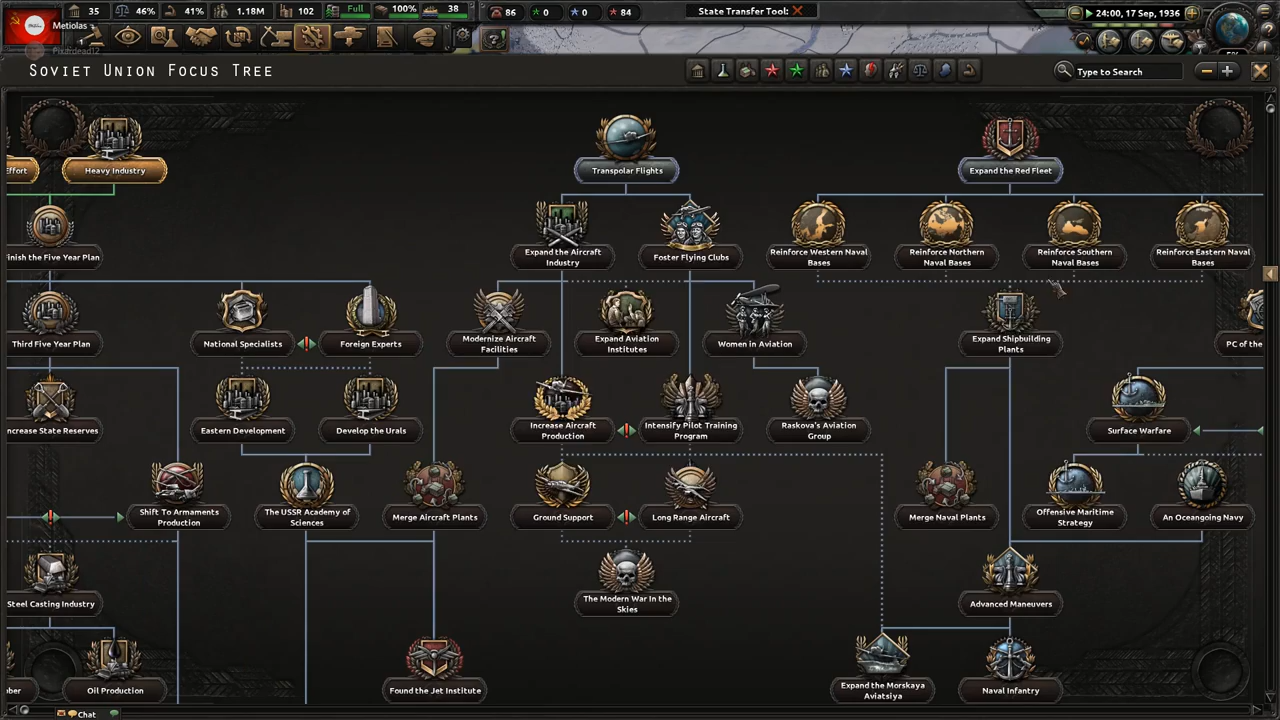 35 46% 41% 1.18M 102 Full 100% 38 86 0 0 84 State Transfer Tool: 24:00, 17 Sep, 1936
Metiolas
1
Pixardead12
SOVIET UNION FOCUS TREE
Type to Search
Effort
Heavy Industry
Transpolar Flights
Expand the Red Fleet
Finish the Five Year Plan
Expand the Aircraft
Industry
Foster Flying Clubs
Reinforce Western Naval
Bases
Reinforce Northern
Naval Bases
Reinforce Southern
Naval Bases
Reinforce Eastern Naval
Bases
Third Five Year Plan
National Specialists
Foreign Experts
Modernize Aircraft
Facilities
Expand Aviation
Institutes
Women in Aviation
Expand Shipbuilding
Plants
PC of the
ncrease State Reserves
Eastern Development
Develop the Urals
Increase Aircraft
Production
Intensify Pilot Training
Program
Raskova's Aviation
Group
Surface Warfare
Shift To Armaments
Production
The USSR Academy of
Sciences
Merge Aircraft Plants
Ground Support
Long Range Aircraft
Merge Naval Plants
Offensive Maritime
Strategy
An Oceangoing Navy
Steel Casting Industry
The Modern War In the
Skies
Advanced Maneuvers
ber
Oil Production
Found the Jet Institute
Expand the Morskaya
Aviatsiya
Naval Infantry
Chat